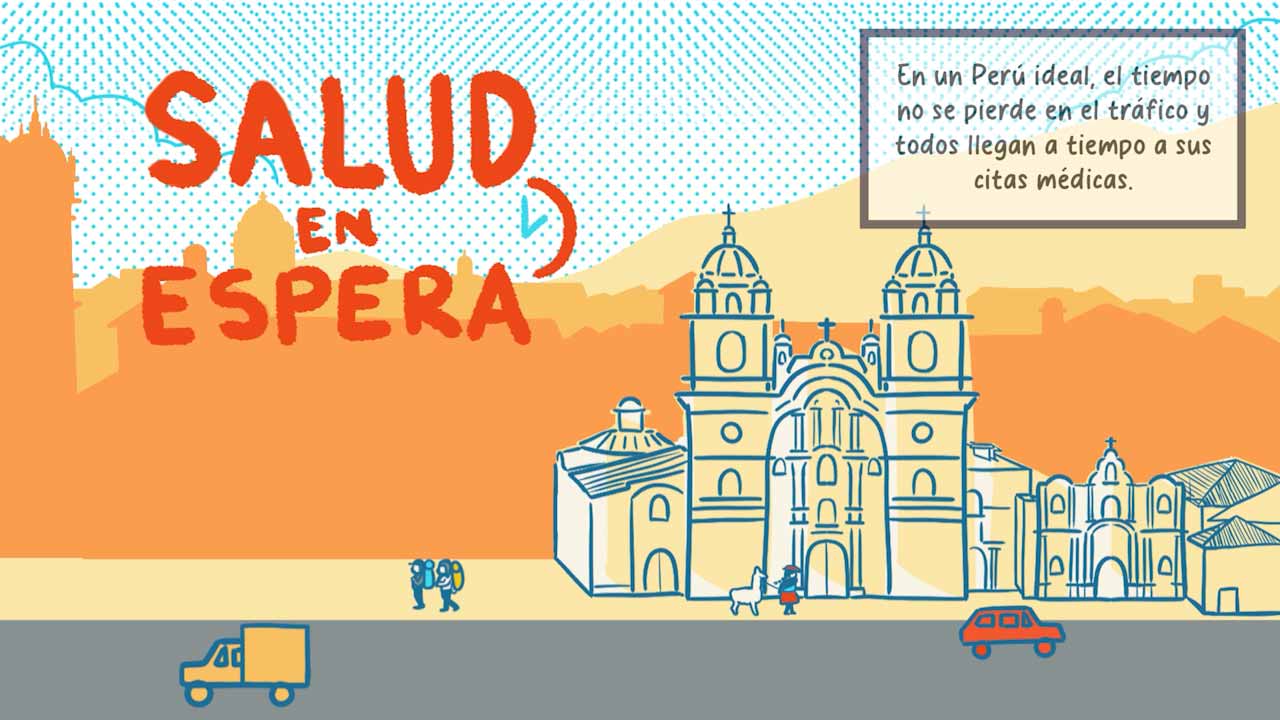 SALUD
EN
ESPERA
En un Perú ideal, el tiempo
no se pierde en el tráfico y
todos llegan a tiempo a sus
citas médicas.